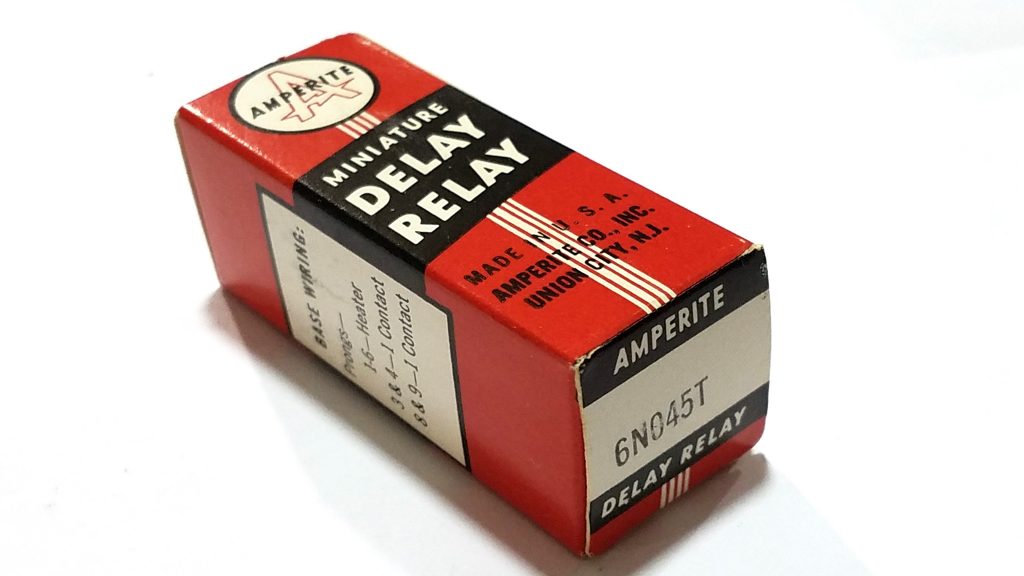 A
AMPERITE
MINIATURE
DELAY
RELAY
MADE IN U. S. A.
AMPERITE CO., INC.
UNION CITY, N.J.
BASE WIRING:
Prongs—
1-6—Heater
3 & 4—1 Contact
8 & 9—1 Contact
AMPERITE
6N045T
DELAY RELAY